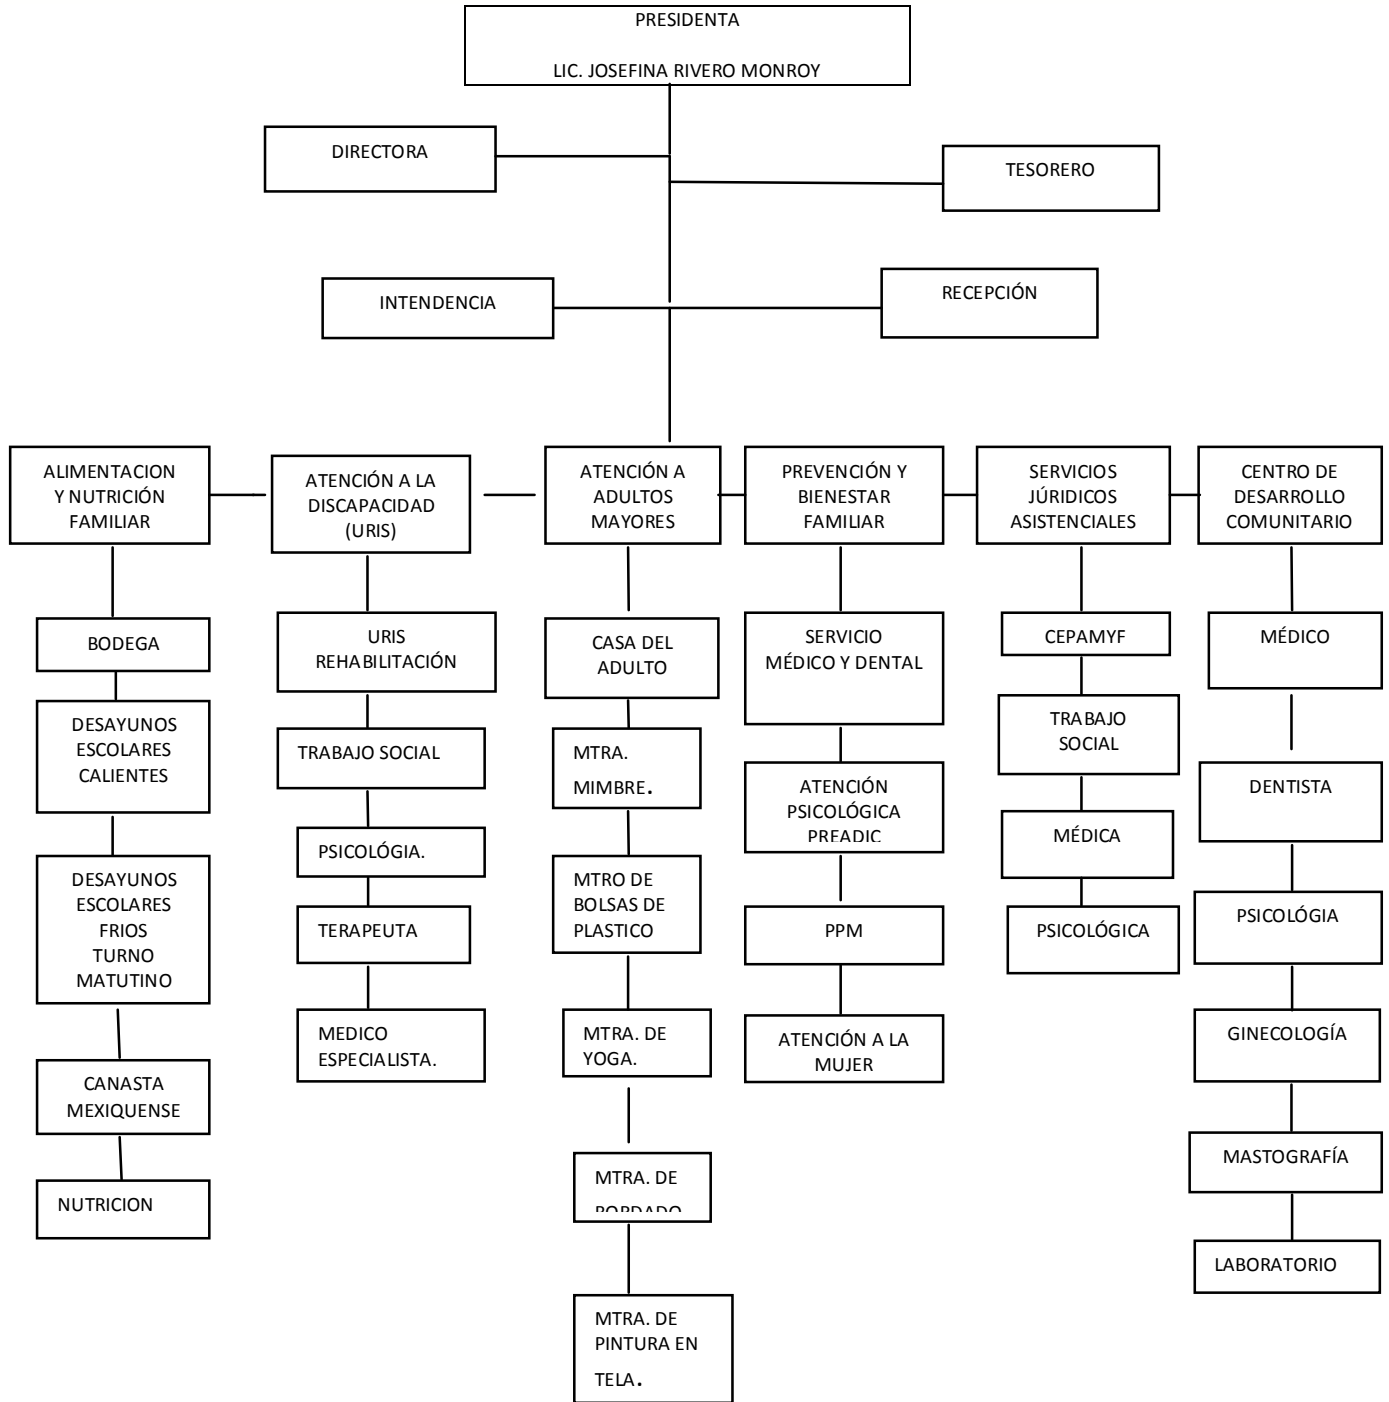 PRESIDENTA
LIC. JOSEFINA RIVERO MONROY
DIRECTORA
TESORERO
INTENDENCIA
RECEPCIÓN
ALIMENTACION
Y NUTRICIÓN
FAMILIAR
ATENCIÓN A LA
DISCAPACIDAD
(URIS)
ATENCIÓN A
ADULTOS
MAYORES
PREVENCIÓN Y
BIENESTAR
FAMILIAR
SERVICIOS
JÚRIDICOS
ASISTENCIALES
CENTRO DE
DESARROLLO
COMUNITARIO
BODEGA
DESAYUNOS
ESCOLARES
CALIENTES
DESAYUNOS
ESCOLARES
FRIOS
TURNO
MATUTINO
CANASTA
MEXIQUENSE
NUTRICION
URIS
REHABILITACIÓN
TRABAJO SOCIAL
PSICOLÓGIA.
TERAPEUTA
MEDICO
ESPECIALISTA.
CASA DEL
ADULTO
MTRA.
MIMBRE.
MTRO DE
BOLSAS DE
PLASTICO
MTRA. DE
YOGA.
MTRA. DE
BORDADO
MTRA. DE
PINTURA EN
TELA.
SERVICIO
MÉDICO Y DENTAL
ATENCIÓN
PSICOLÓGICA
PREADIC
PPM
ATENCIÓN A LA
MUJER
CEPAMYF
TRABAJO
SOCIAL
MÉDICA
PSICOLÓGICA
MÉDICO
DENTISTA
PSICOLÓGIA
GINECOLOGÍA
MASTOGRAFÍA
LABORATORIO